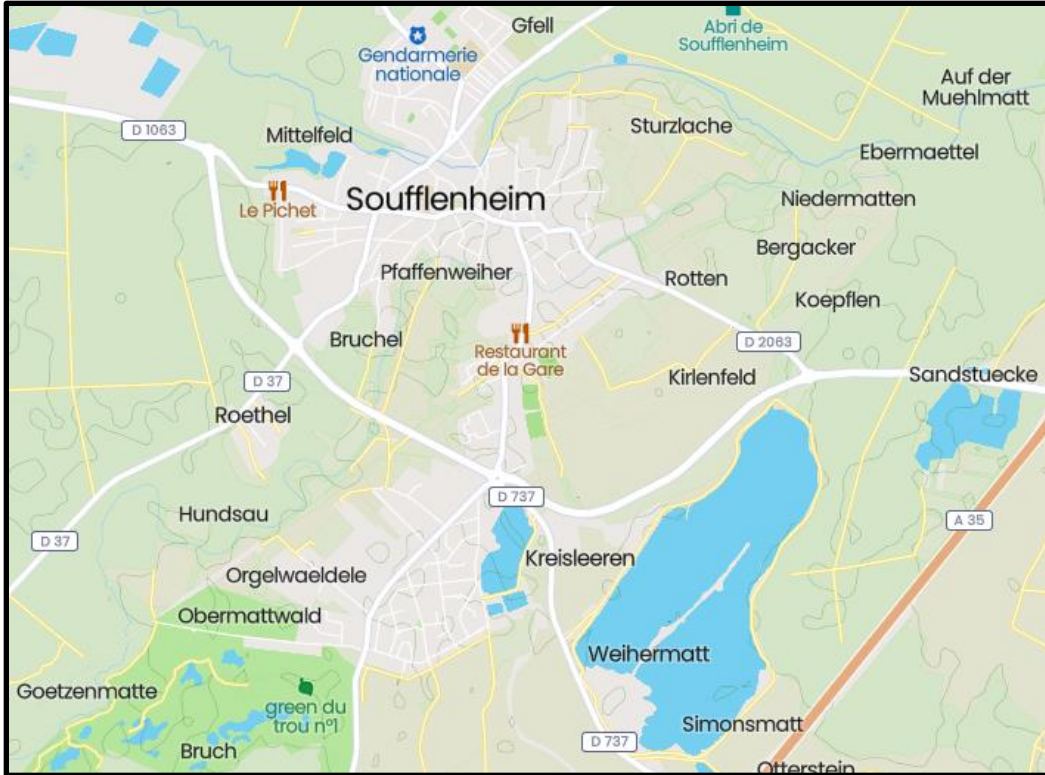 Gfell
Abri de
Soufflenheim
Gendarmerie
nationale
Auf der
Muehlmatt
D 1063
Mittelfeld
Sturzlache
Ebermaettel
Le Pichet
Soufflenheim
Niedermatten
Bergacker
Pfaffenweiher
Rotten
Koepflen
Bruchel
Restaurant
de la Gare
D 2063
D 37
Kirlenfeld
Sandstuecke
Roethel
D 737
Hundsau
A 35
D 37
Kreisleeren
Orgelwaeldele
Obermattwald
Weihermatt
Goetzenmatte
green du
trou n°1
Simonsmatt
Bruch
D 737
Otterstein